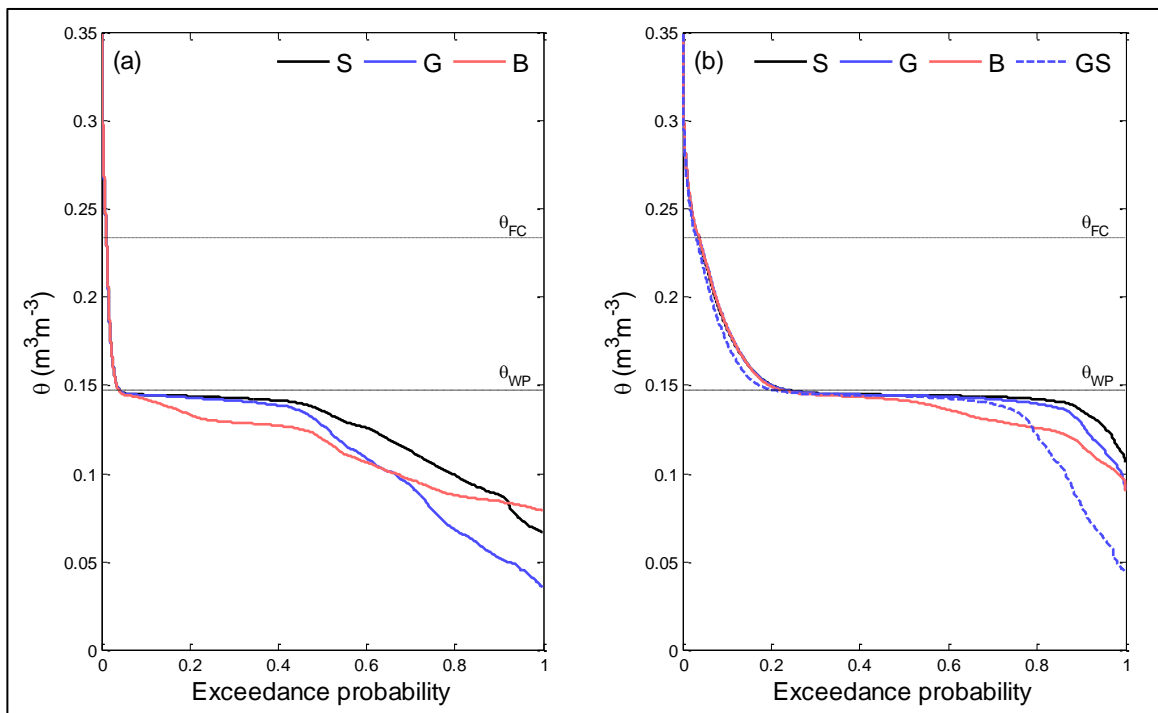 (a) S G B
0.35
0.3
0.25
0.2
0.15
0.1
0.05
0
θ (m³m⁻³)
θFC
θWP
0 0.2 0.4 0.6 0.8 1
Exceedance probability
(b) S G B GS
0.35
0.3
0.25
0.2
0.15
0.1
0.05
0
θ (m³m⁻³)
θFC
θWP
0 0.2 0.4 0.6 0.8 1
Exceedance probability